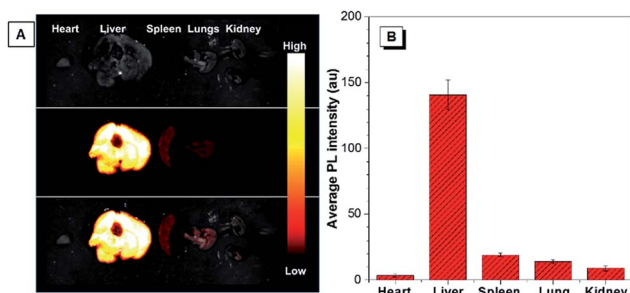 A
Heart Liver Spleen Lungs Kidney
High
Low
B
Average PL intensity (au)
200
150
100
50
0
Heart Liver Spleen Lung Kidney